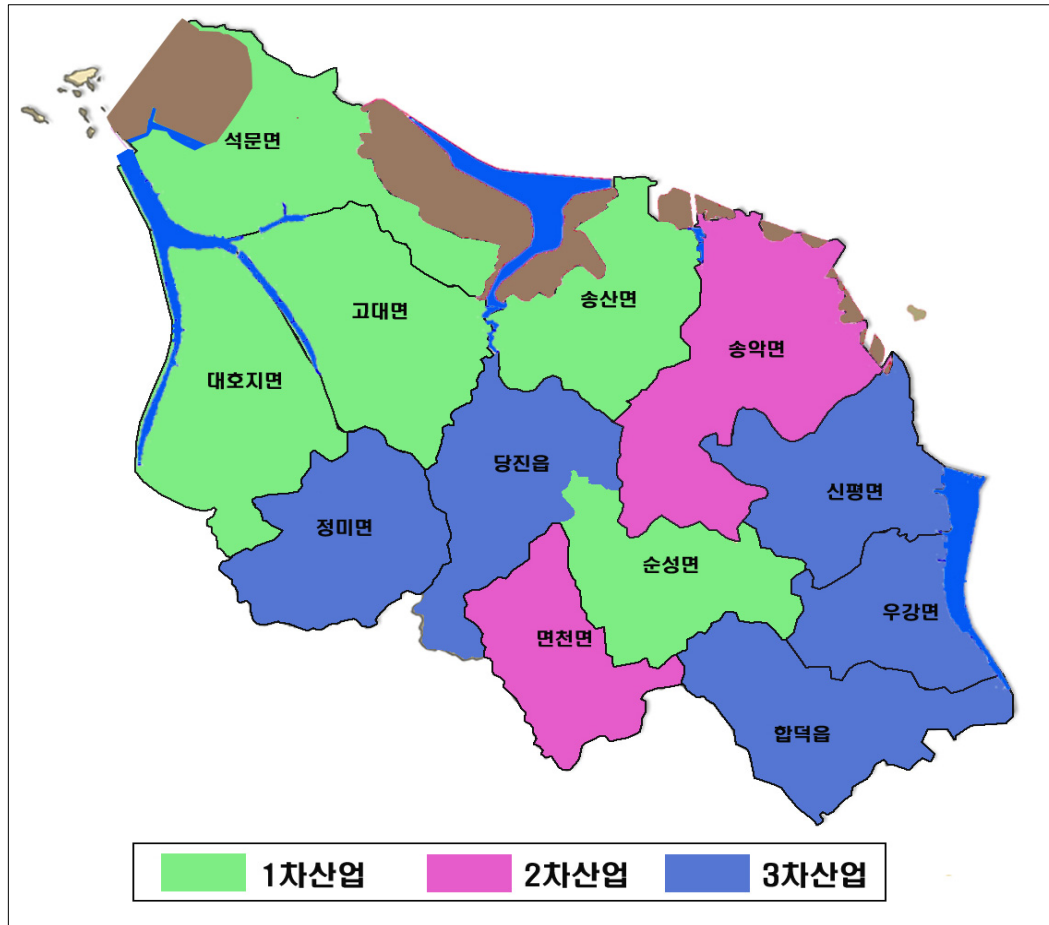 석문면
송산면
고대면
송악면
대호지면
당진읍
신평면
정미면
순성면
우강면
면천면
합덕읍
1차산업
2차산업
3차산업